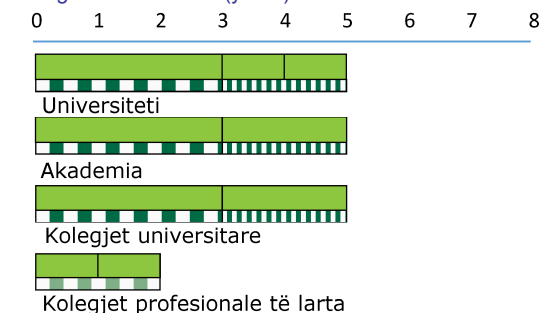 0 1 2 3 4 5 6 7 8
Universiteti
Akademia
Kolegjet universitare
Kolegjet profesionale të larta